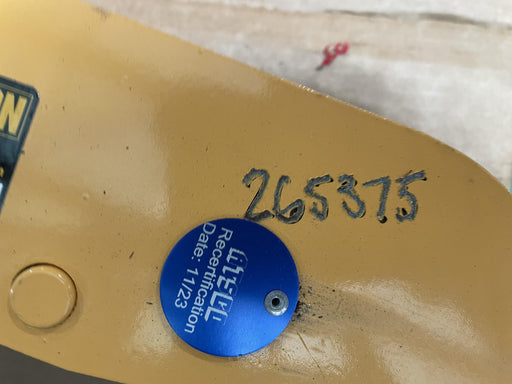 265375
Recertification
Date: 11/23